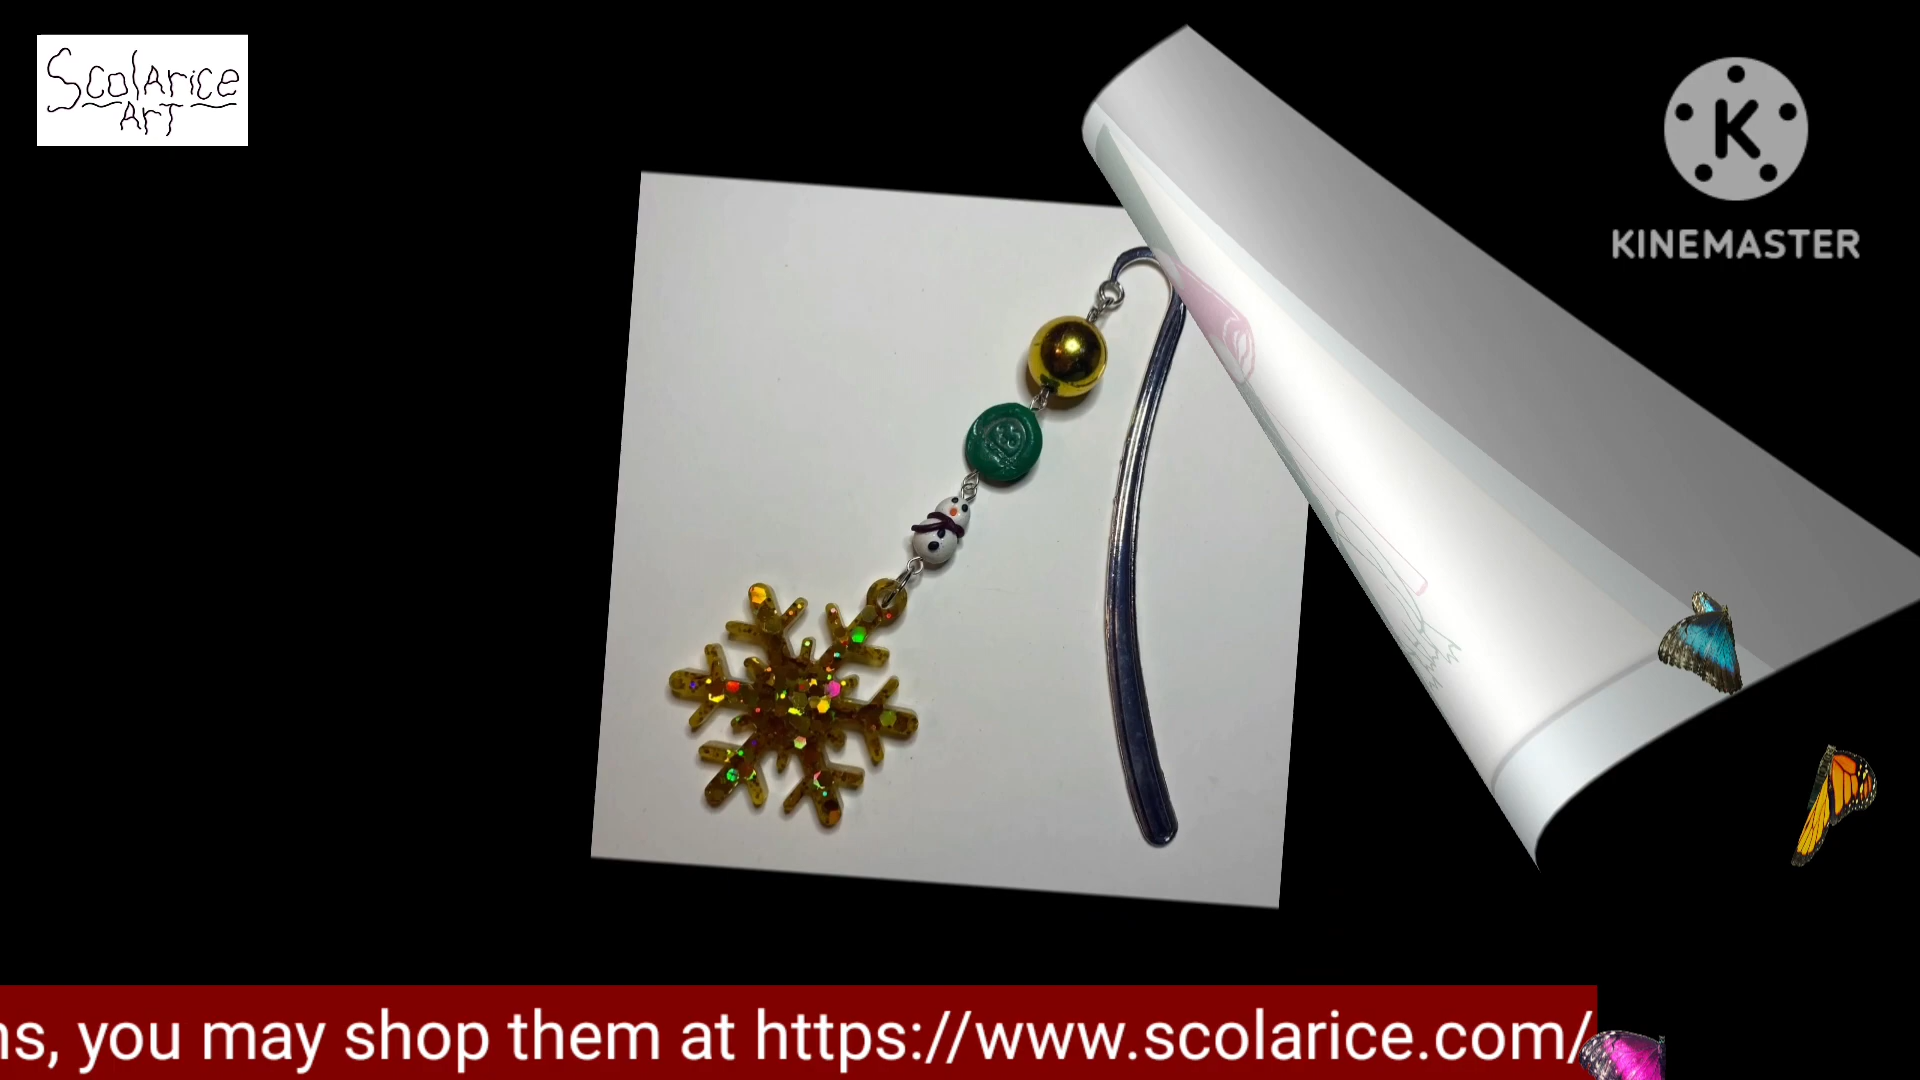 Scolarice
Art
K
KINEMASTER
ns, you may shop them at https://www.scolarice.com/